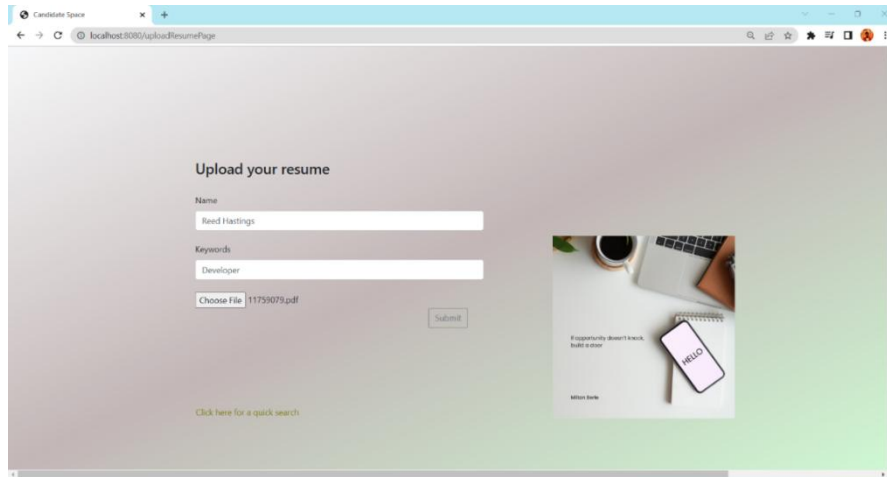 Candidate Space
localhost:8080/uploadResumePage
Upload your resume
Name
Reed Hastings
Keywords
Developer
Choose File 11759079.pdf
Submit
If opportunity doesn't knock,
build a door
HELLO
Milton Berle
Click here for a quick search